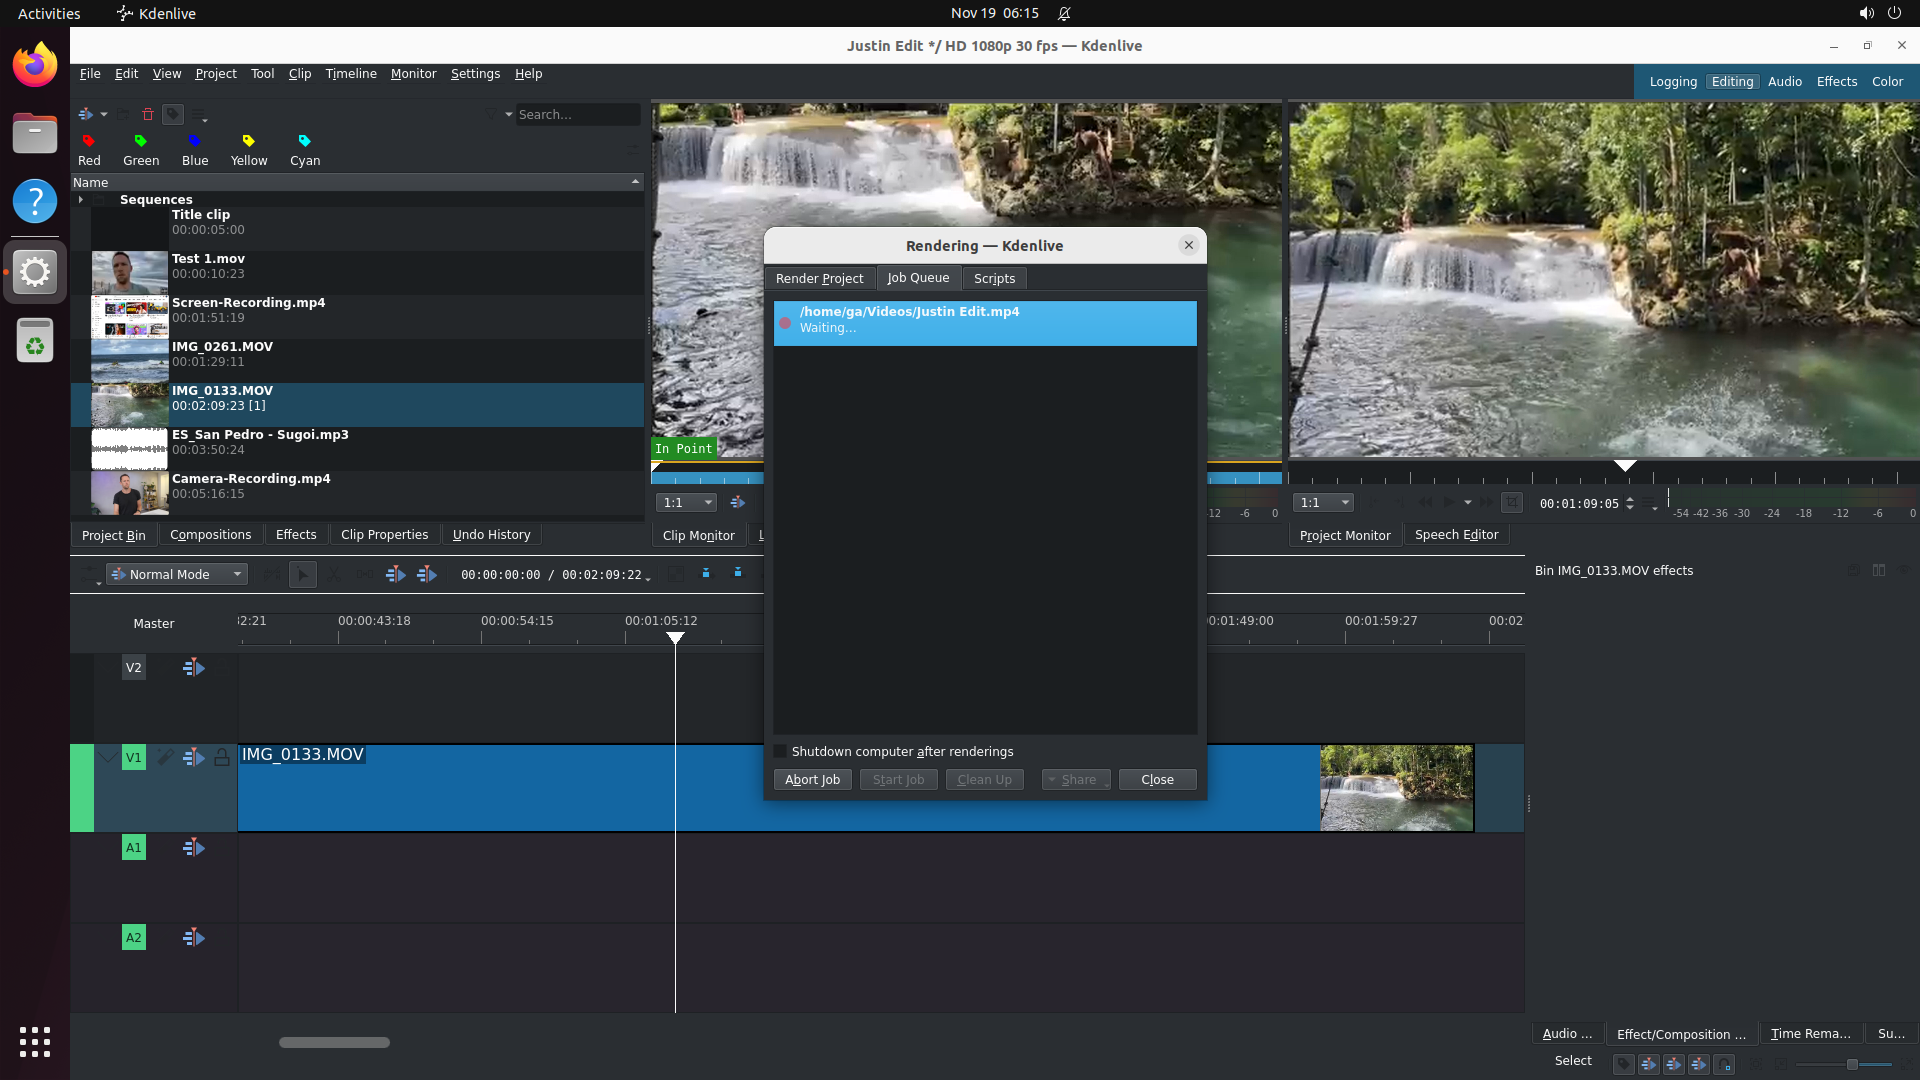 Activities
Kdenlive
Nov 19 06:15
Justin Edit */ HD 1080p 30 fps — Kdenlive
File Edit View Project Tool Clip Timeline Monitor Settings Help
Logging Editing Audio Effects Color
Search...
Red Green Blue Yellow Cyan
Name
Sequences
Title clip
00:00:05:00
Test 1.mov
00:00:10:23
Screen-Recording.mp4
00:01:51:19
IMG_0261.MOV
00:01:29:11
IMG_0133.MOV
00:02:09:23 [1]
ES_San Pedro - Sugoi.mp3
00:03:50:24
Camera-Recording.mp4
00:05:16:15
Project Bin Compositions Effects Clip Properties Undo History
In Point
1:1
Clip Monitor
-12 -6 0
1:1
00:01:09:05
-54 -42 -36 -30 -24 -18 -12 -6 0
Project Monitor Speech Editor
Rendering — Kdenlive
Render Project Job Queue Scripts
/home/ga/Videos/Justin Edit.mp4
Waiting...
Shutdown computer after renderings
Abort Job Start Job Clean Up Share Close
Normal Mode
00:00:00:00 / 00:02:09:22
Bin IMG_0133.MOV effects
Master
32:21 00:00:43:18 00:00:54:15 00:01:05:12 00:01:49:00 00:01:59:27 00:02
V2
V1
IMG_0133.MOV
A1
A2
Audio ... Effect/Composition ... Time Rema... Su...
Select